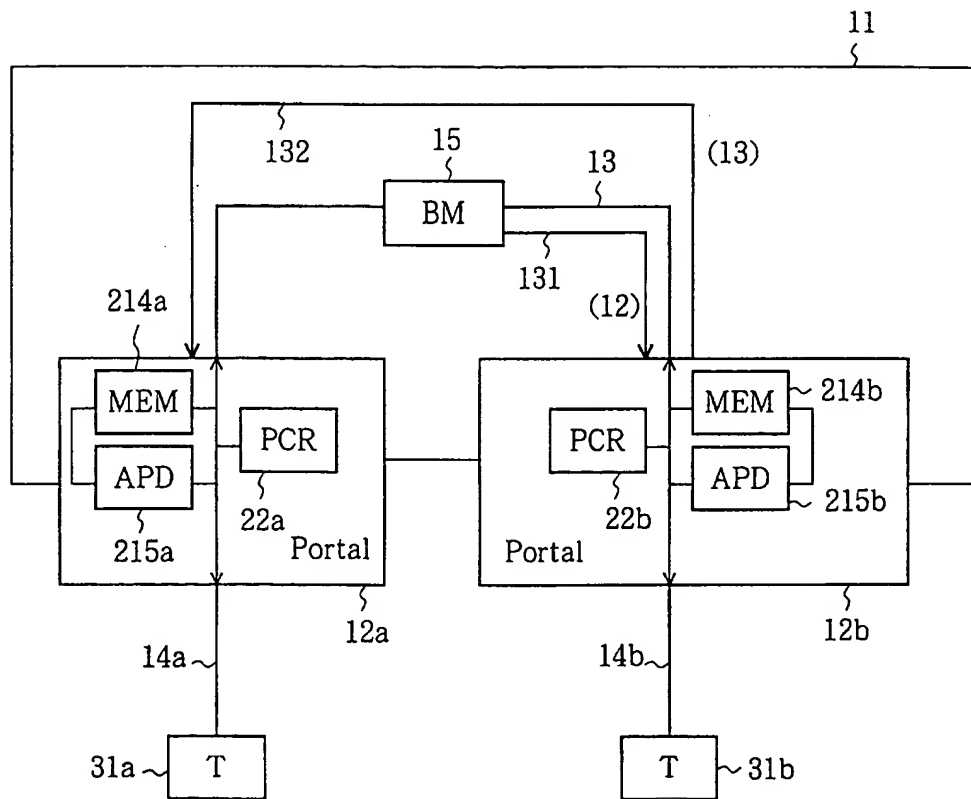 11
132
15
13
(13)
BM
131
214a
(12)
MEM
PCR
APD
22a
215a
Portal
12a
PCR
MEM
214b
APD
22b
215b
Portal
12b
14a
14b
31a
T
T
31b